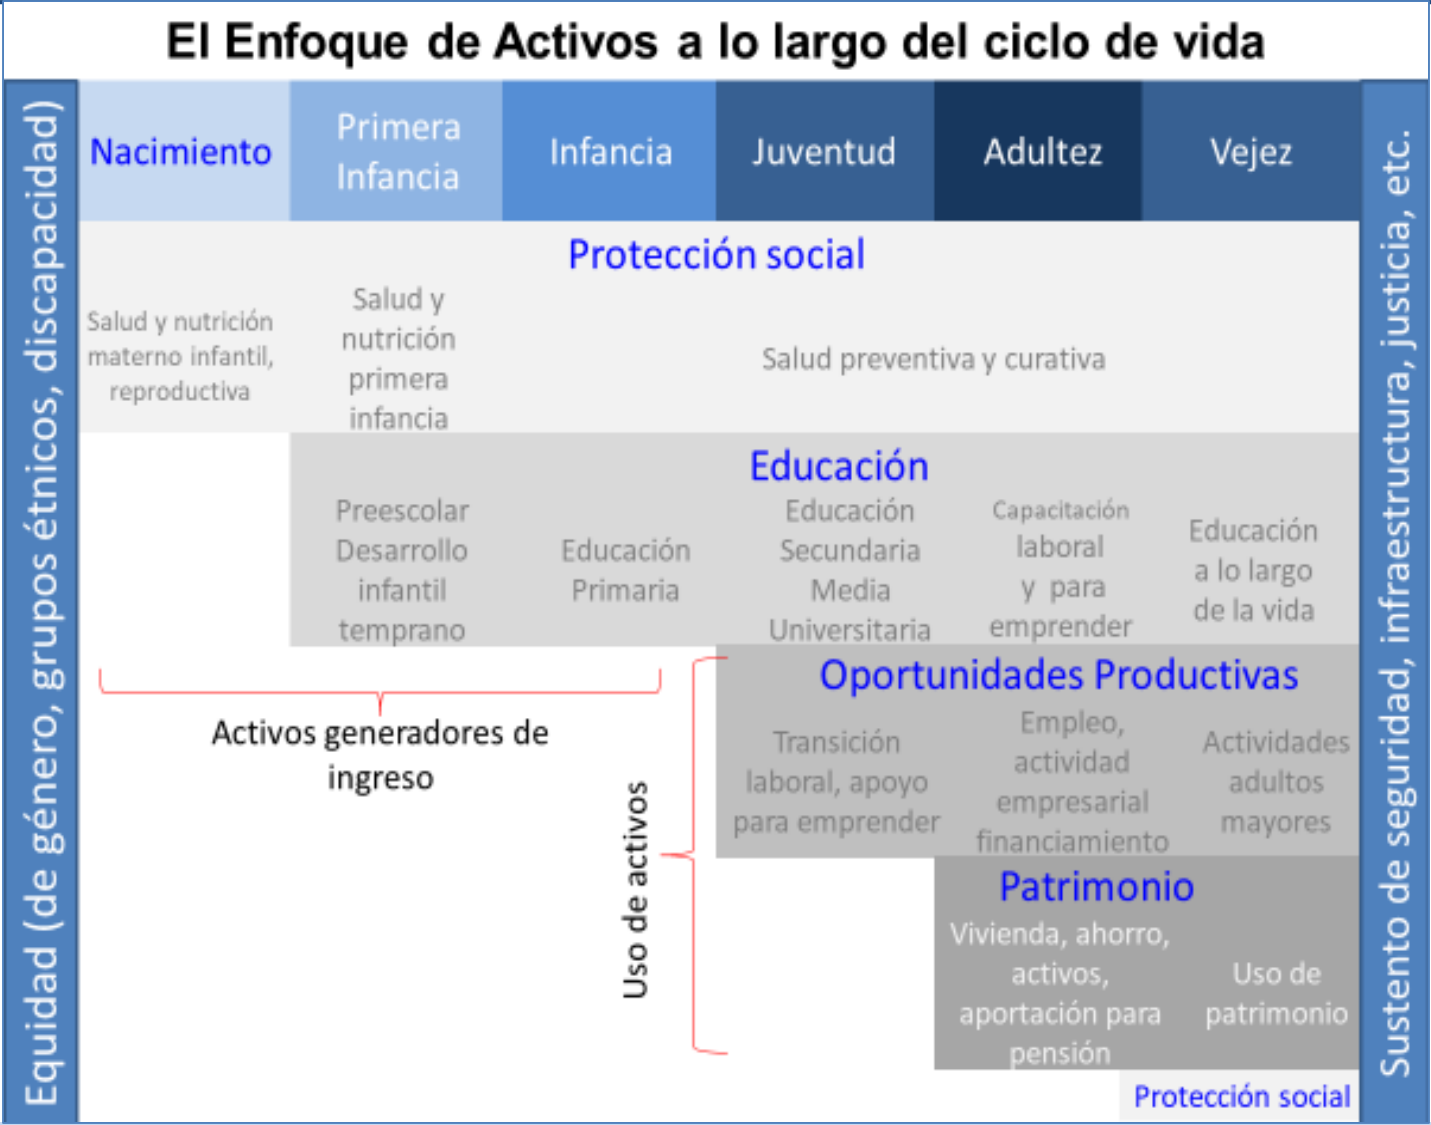 El Enfoque de Activos a lo largo del ciclo de vida
Equidad (de género, grupos étnicos, discapacidad)
Nacimiento
Primera
Infancia
Infancia
Juventud
Adultez
Vejez
Sustento de seguridad, infraestructura, justicia, etc.
Protección social
Salud y nutrición
materno infantil,
reproductiva
Salud y
nutrición
primera
infancia
Salud preventiva y curativa
Educación
Preescolar
Desarrollo
infantil
temprano
Educación
Primaria
Educación
Secundaria
Media
Universitaria
Capacitación
laboral
y para
emprender
Educación
a lo largo
de la vida
Activos generadores de
ingreso
Uso de activos
Oportunidades Productivas
Transición
laboral, apoyo
para emprender
Empleo,
actividad
empresarial
financiamiento
Actividades
adultos
mayores
Patrimonio
Vivienda, ahorro,
activos,
aportación para
pensión
Uso de
patrimonio
Protección social